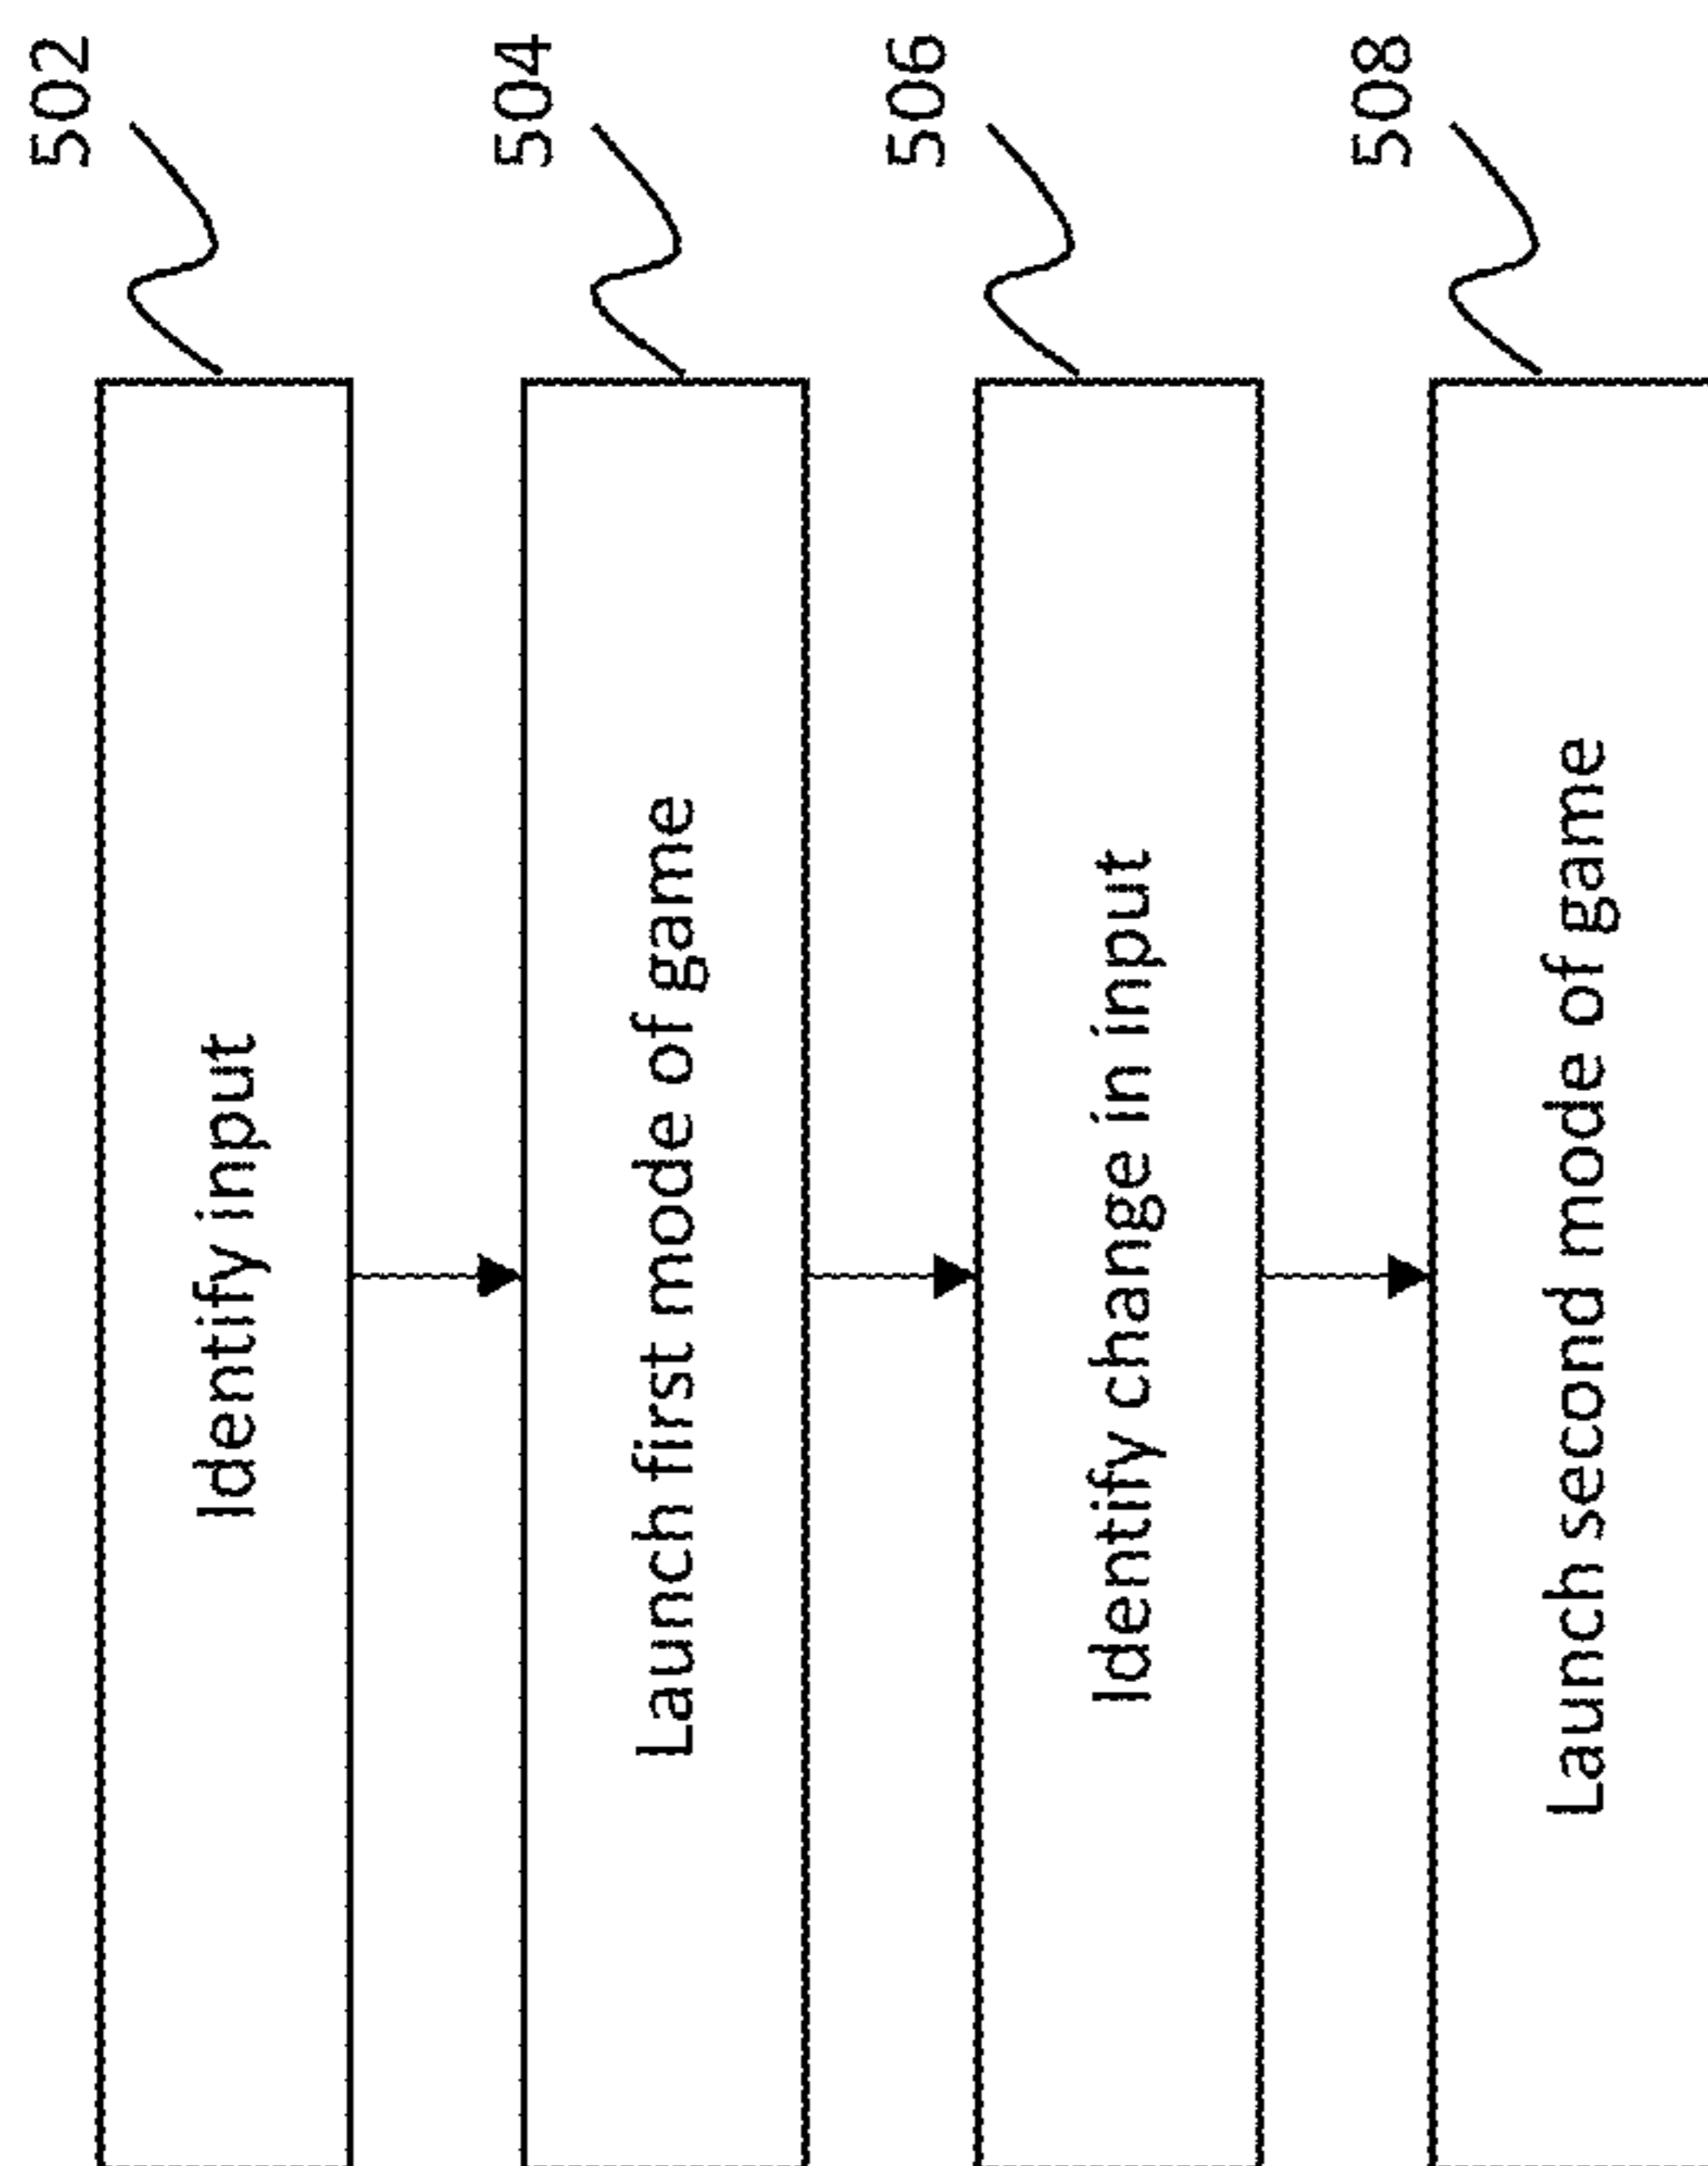 502
Identify input
504
Launch first mode of game
506
Identify change in input
508
Launch second mode of game